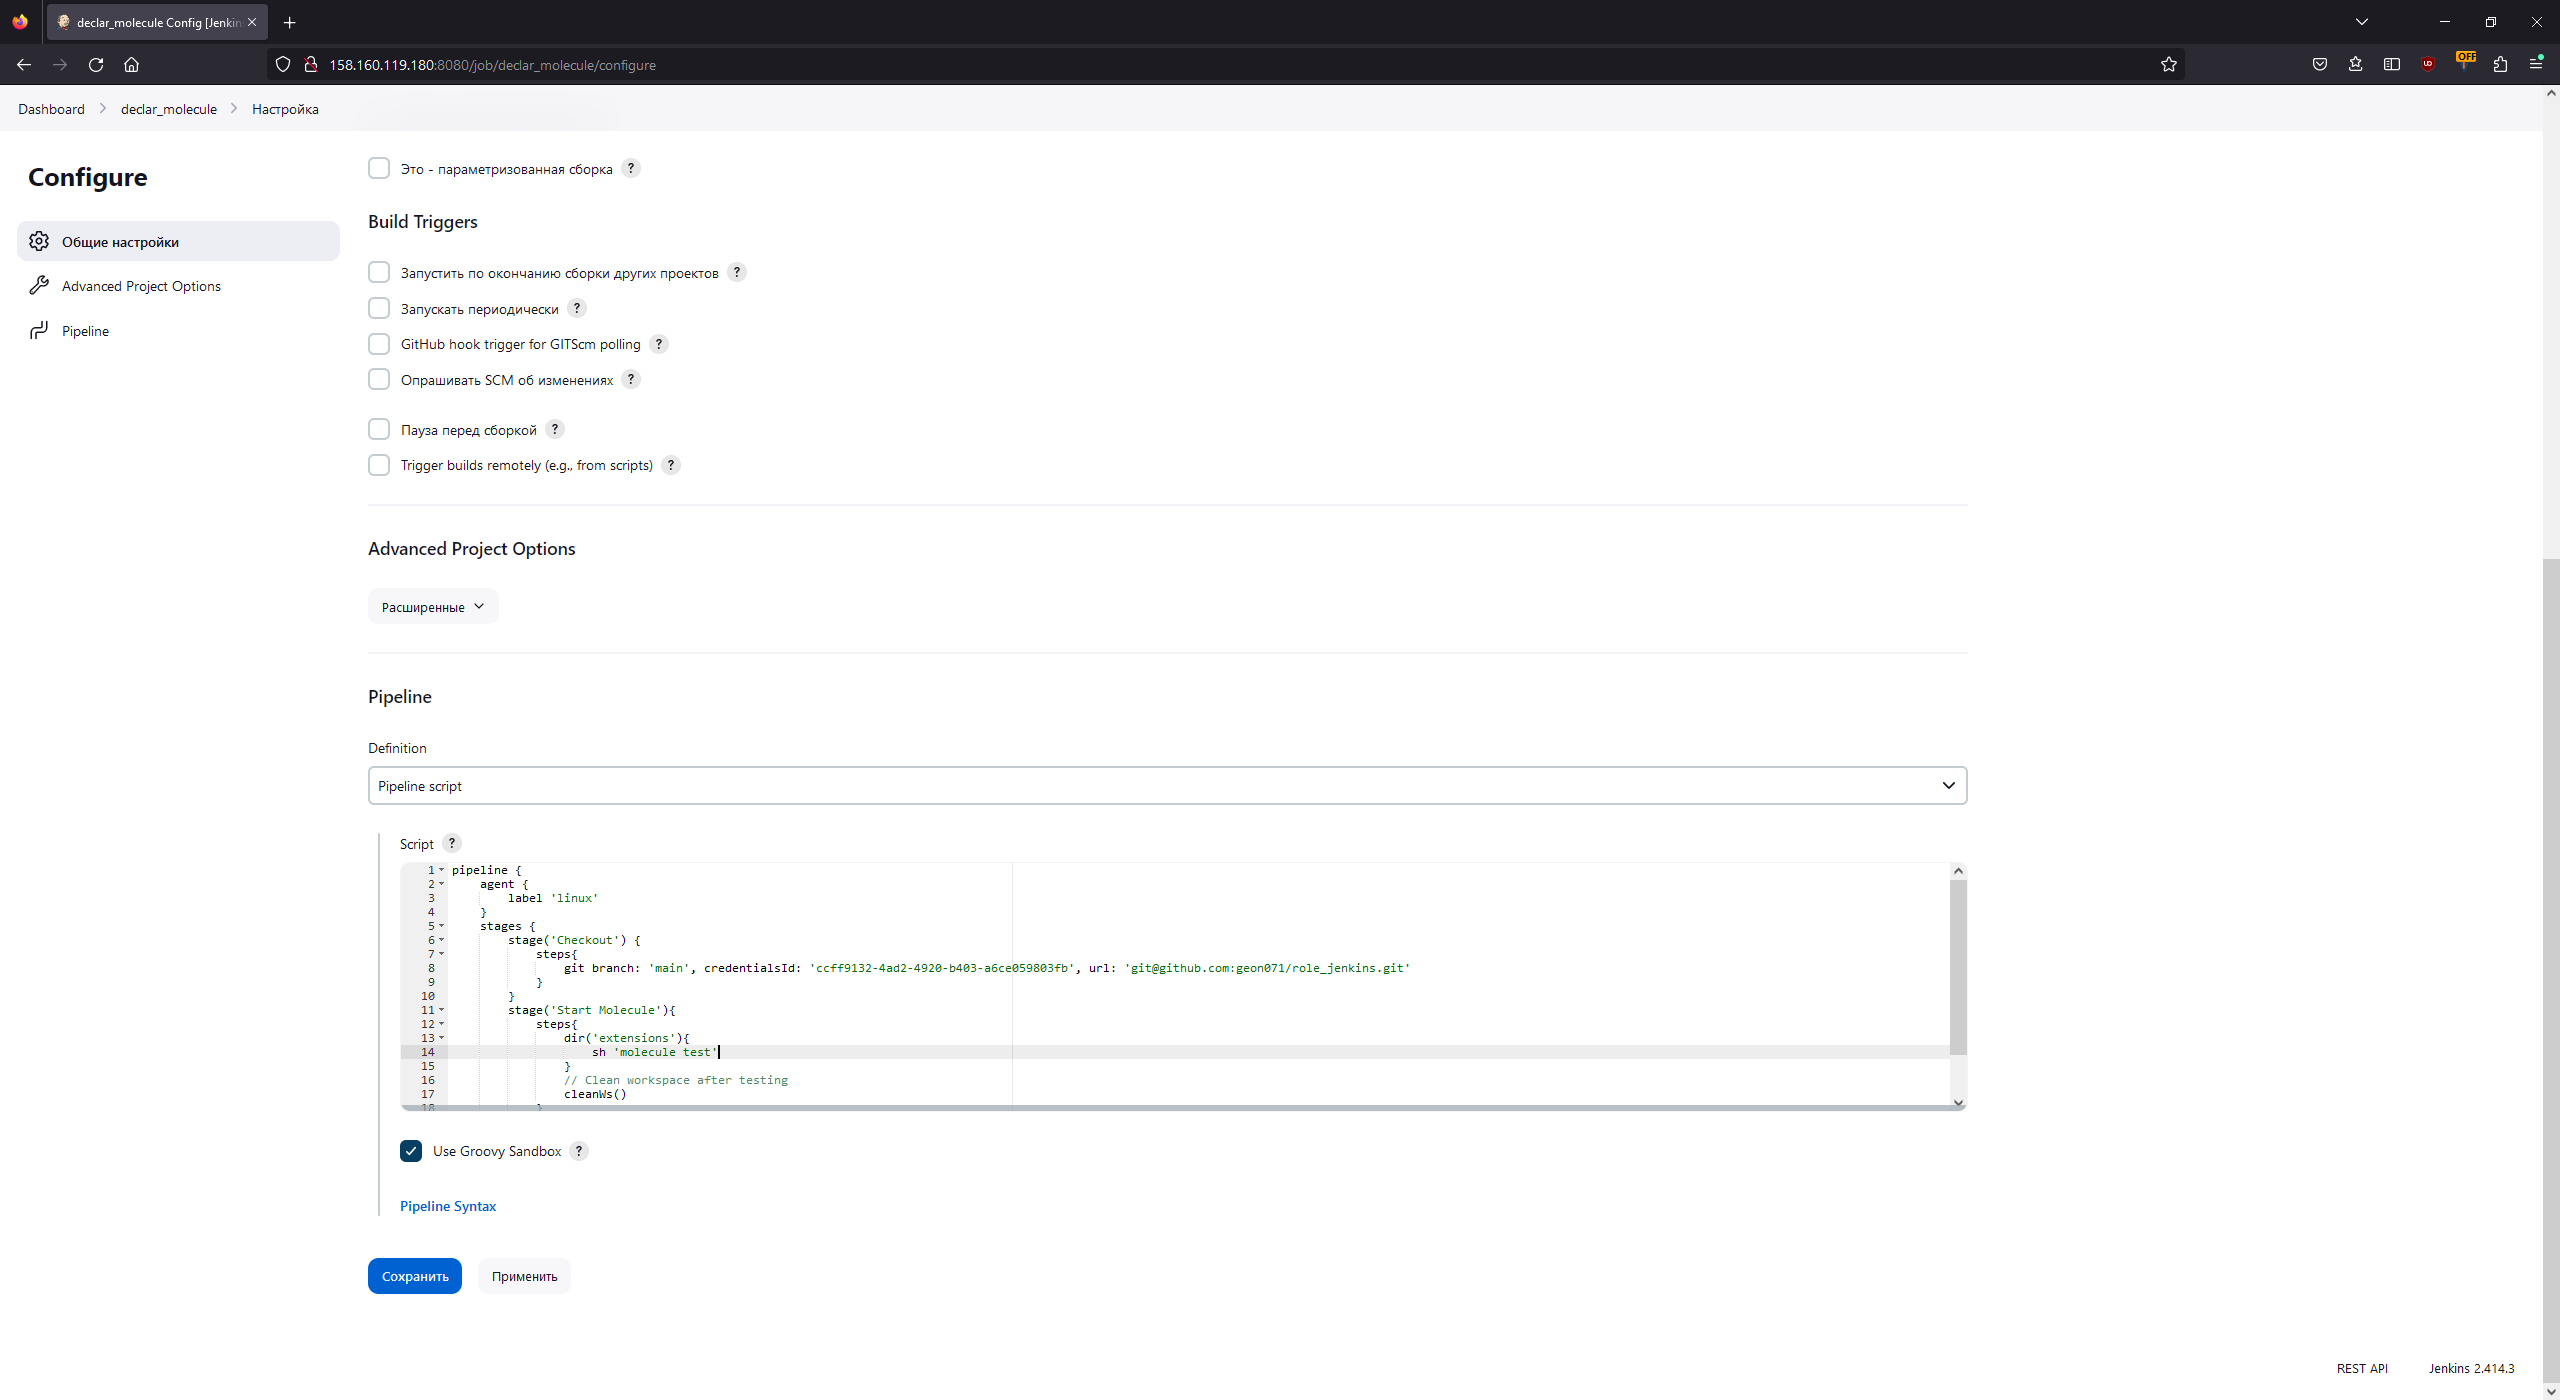 declar_molecule Config [Jenkin
158.160.119.180:8080/job/declar_molecule/configure
OFF
Dashboard
declar_molecule
Настройка
Configure
Общие настройки
Advanced Project Options
Pipeline
Это - параметризованная сборка ?
Build Triggers
Запустить по окончанию сборки других проектов ?
Запускать периодически ?
GitHub hook trigger for GITScm polling ?
Опрашивать SCM об изменениях ?
Пауза перед сборкой ?
Trigger builds remotely (e.g., from scripts) ?
Advanced Project Options
Расширенные
Pipeline
Definition
Pipeline script
Script ?
1 pipeline {
2 agent {
3 label 'linux'
4 }
5 stages {
6 stage('Checkout') {
7 steps{
8 git branch: 'main', credentialsId: 'ccff9132-4ad2-4920-b403-a6ce059803fb', url: 'git@github.com:geon071/role_jenkins.git'
9 }
10 }
11 stage('Start Molecule'){
12 steps{
13 dir('extensions'){
14 sh 'molecule test'
15 }
16 // Clean workspace after testing
17 cleanWs()
18 }
Use Groovy Sandbox ?
Pipeline Syntax
Сохранить
Применить
REST API
Jenkins 2.414.3